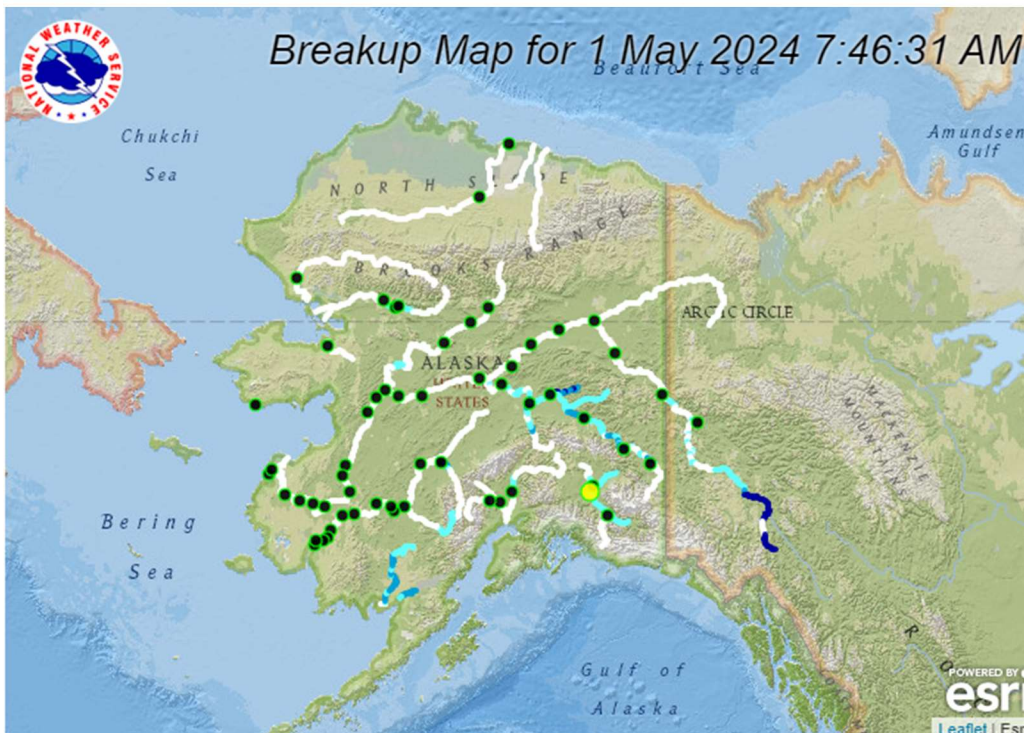 NATIONAL WEATHER SERVICE
Breakup Map for 1 May 2024 7:46:31 AM
Beaufort Sea
Chukchi
Sea
Amundsen
Gulf
NORTH SLOPE
BROOKS RANGE
ARCTIC CIRCLE
ALASKA
UNITED
STATES
MACKENZIE
MOUNTAINS
Bering
Sea
Gulf of
Alaska
R O
POWERED BY
esri
Leaflet | Esr